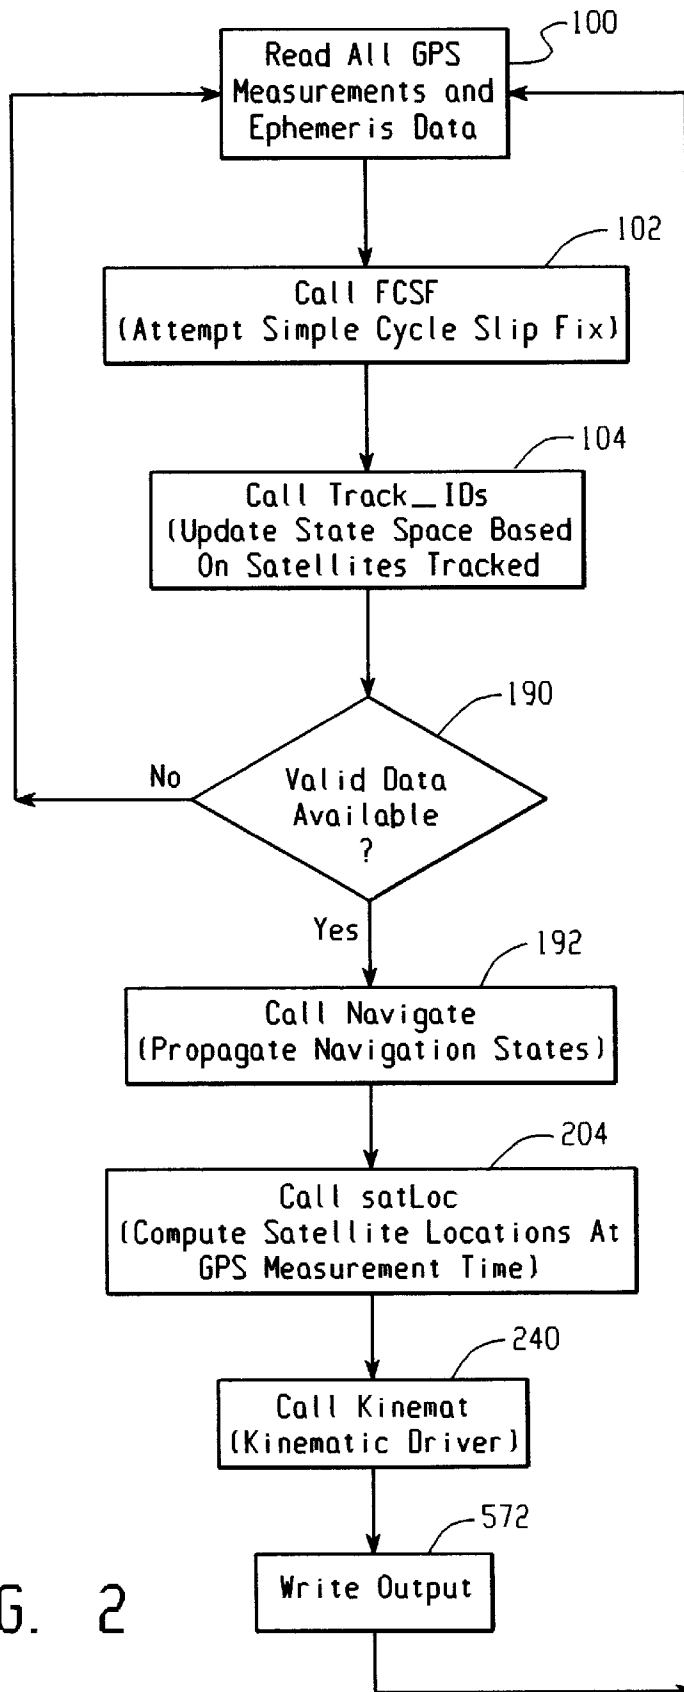 100
Read All GPS
Measurements and
Ephemeris Data
102
Call FCSF
(Attempt Simple Cycle Slip Fix)
104
Call Track_IDs
(Update State Space Based
On Satellites Tracked
190
No
Valid Data
Available
?
Yes
192
Call Navigate
(Propagate Navigation States)
204
Call satLoc
(Compute Satellite Locations At
GPS Measurement Time)
240
Call Kinemat
(Kinematic Driver)
572
Write Output
G. 2